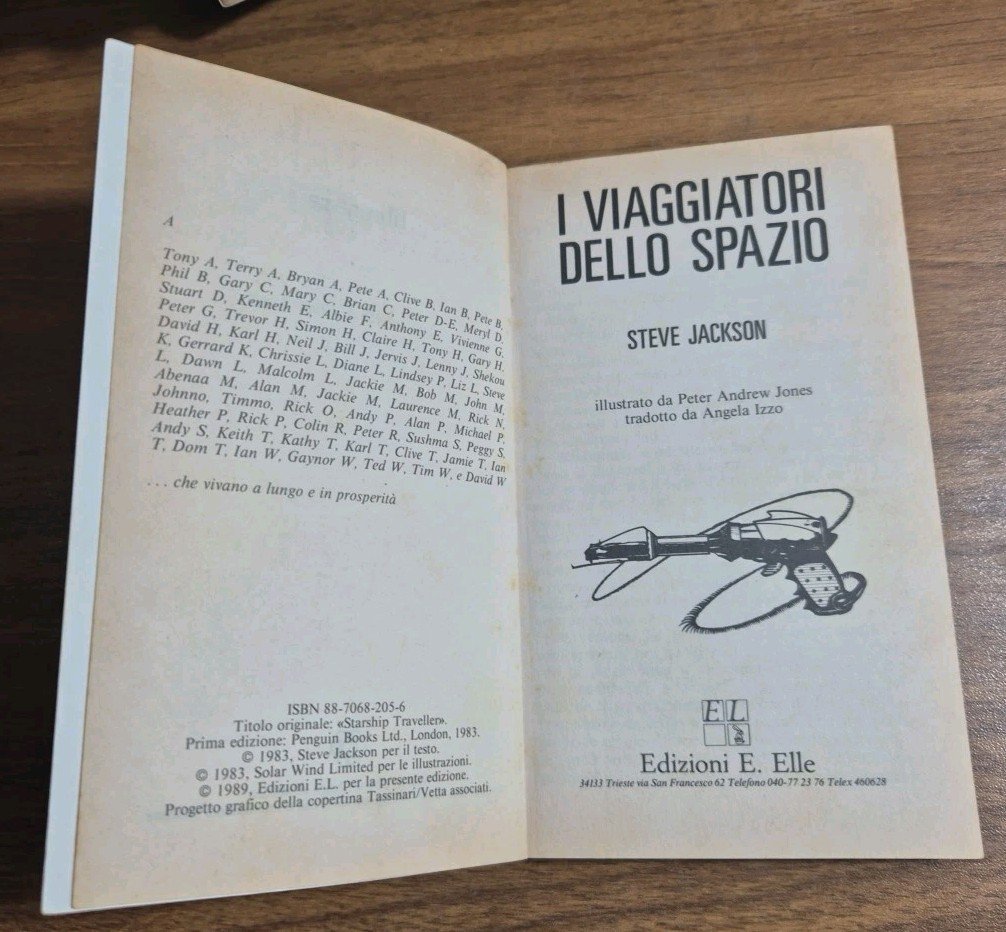 A
Tony A, Terry A, Bryan A, Pete A, Clive B, Ian B, Pete B,
Phil B, Gary C, Mary C, Brian C, Peter D-E, Meryl D,
Stuart D, Kenneth E, Albie F, Anthony E, Vivienne G,
Peter G, Trevor H, Simon H, Claire H, Tony H, Gary H,
David H, Karl H, Neil J, Bill J, Jervis J, Lenny J, Shekou
K, Gerrard K, Chrissie L, Diane L, Lindsey P, Liz L, Steve
L, Dawn L, Malcolm L, Jackie M, Bob M, John M,
Abenaa M, Alan M, Jackie M, Laurence M, Rick N,
Johnno, Timmo, Rick O, Andy P, Alan P, Michael P,
Heather P, Rick P, Colin R, Peter R, Sushma S, Peggy S,
Andy S, Keith T, Kathy T, Karl T, Clive T, Jamie T, Ian
T, Dom T, Ian W, Gaynor W, Ted W, Tim W, e David W
... che vivano a lungo e in prosperità
ISBN 88-7068-205-6
Titolo originale: «Starship Traveller».
Prima edizione: Penguin Books Ltd., London, 1983.
© 1983, Steve Jackson per il testo.
© 1983, Solar Wind Limited per le illustrazioni.
© 1989, Edizioni E.L. per la presente edizione.
Progetto grafico della copertina Tassinari/Vetta associati.
I VIAGGIATORI
DELLO SPAZIO
STEVE JACKSON
illustrato da Peter Andrew Jones
tradotto da Angela Izzo
E L
Edizioni E. Elle
34133 Trieste via San Francesco 62 Telefono 040-77 23 76 Telex 460628